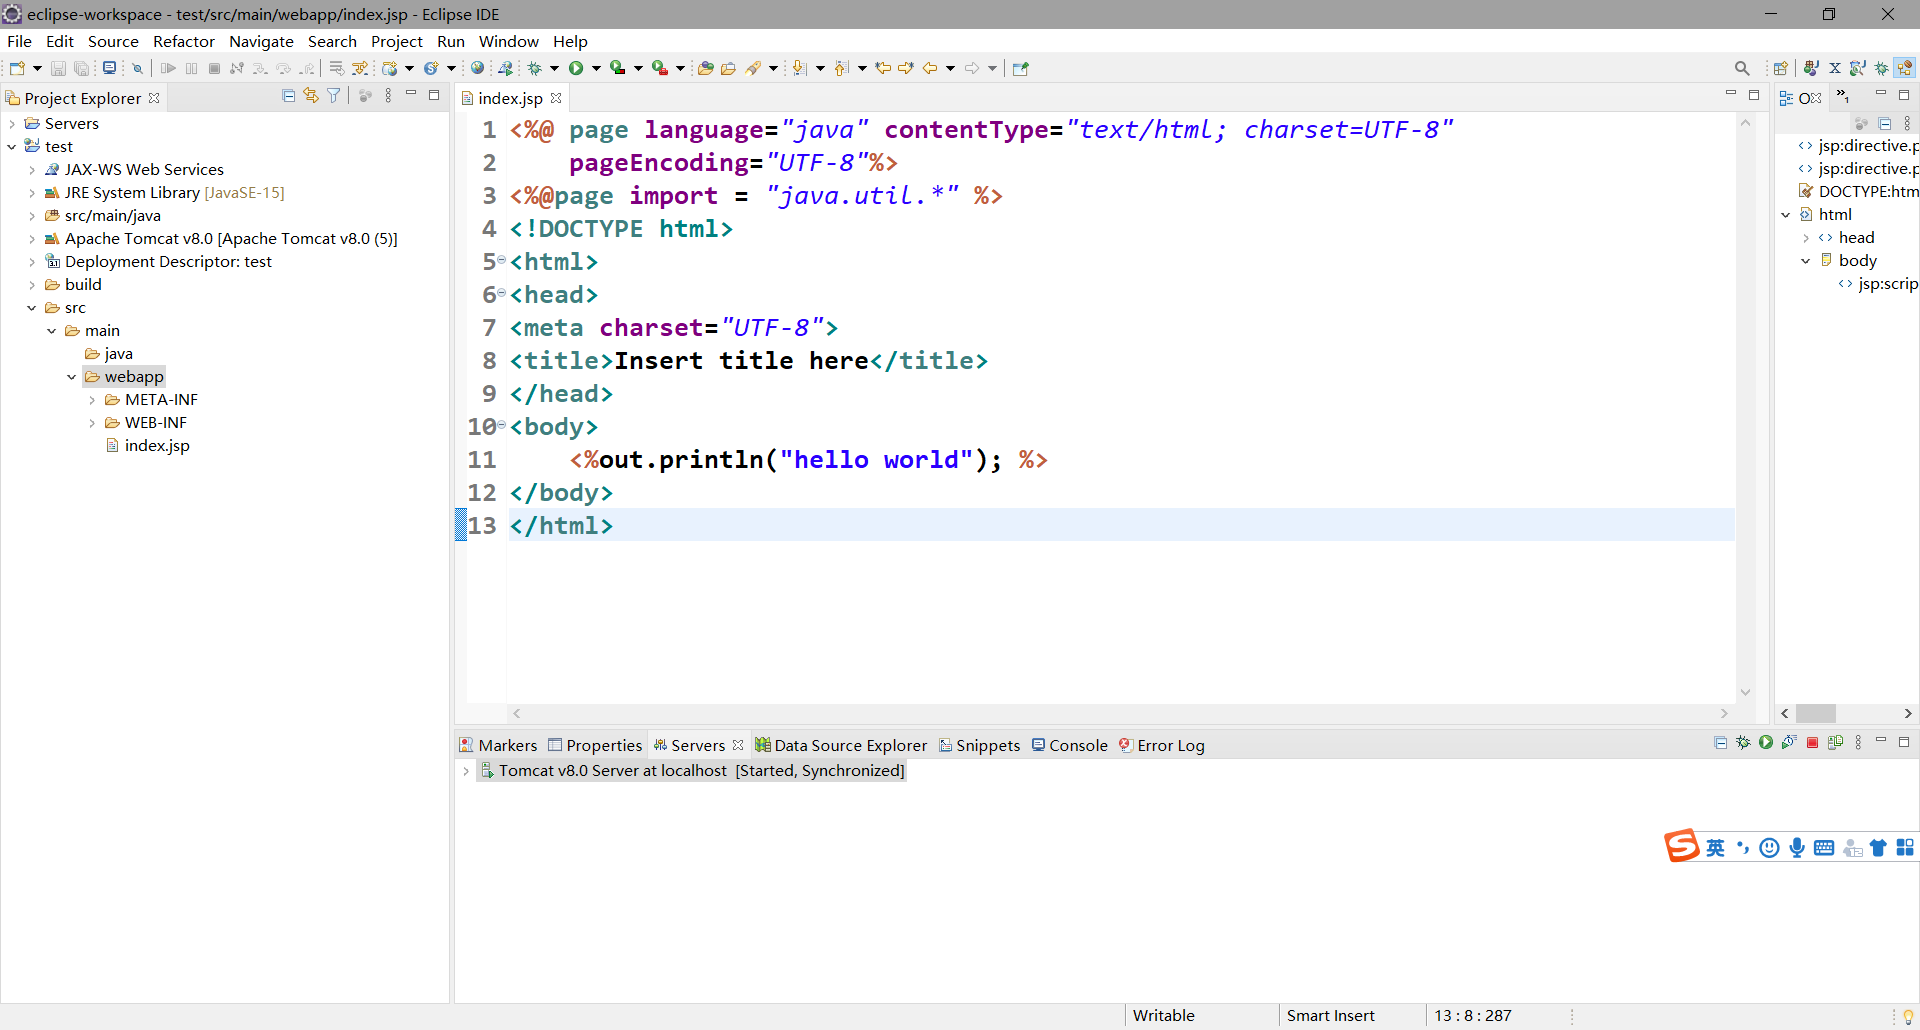 eclipse-workspace - test/src/main/webapp/index.jsp - Eclipse IDE
File Edit Source Refactor Navigate Search Project Run Window Help
Project Explorer
Servers
test
JAX-WS Web Services
JRE System Library [JavaSE-15]
src/main/java
Apache Tomcat v8.0 [Apache Tomcat v8.0 (5)]
Deployment Descriptor: test
build
src
main
java
webapp
META-INF
WEB-INF
index.jsp
index.jsp
1 <%@ page language="java" contentType="text/html; charset=UTF-8"
2     pageEncoding="UTF-8"%>
3 <%@page import = "java.util.*" %>
4 <!DOCTYPE html>
5 <html>
6 <head>
7 <meta charset="UTF-8">
8 <title>Insert title here</title>
9 </head>
10 <body>
11     <%out.println("hello world"); %>
12 </body>
13 </html>
O
jsp:directive.p
jsp:directive.p
DOCTYPE:htm
html
head
body
jsp:scrip
Markers Properties Servers Data Source Explorer Snippets Console Error Log
Tomcat v8.0 Server at localhost [Started, Synchronized]
英
Writable Smart Insert 13 : 8 : 287